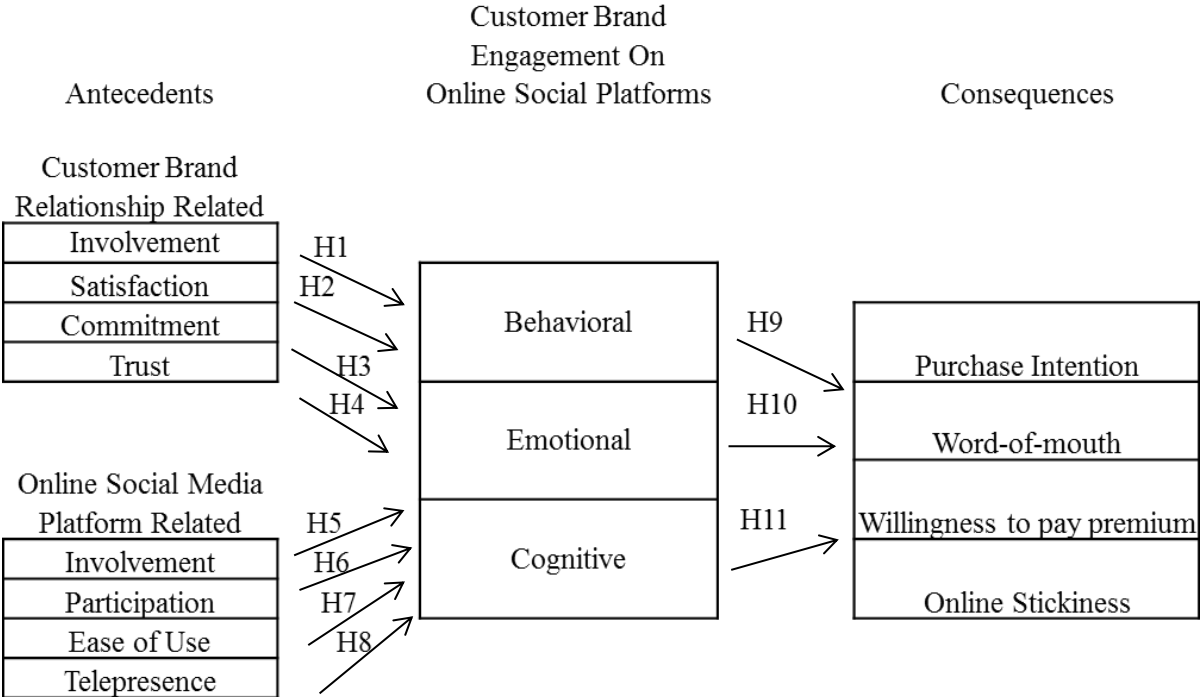 Antecedents
Customer Brand
Engagement On
Online Social Platforms
Consequences
Customer Brand
Relationship Related
Involvement
Satisfaction
Commitment
Trust
H1
H2
H3
H4
Online Social Media
Platform Related
Involvement
Participation
Ease of Use
Telepresence
H5
H6
H7
H8
Behavioral
Emotional
Cognitive
H9
H10
H11
Purchase Intention
Word-of-mouth
Willingness to pay premium
Online Stickiness